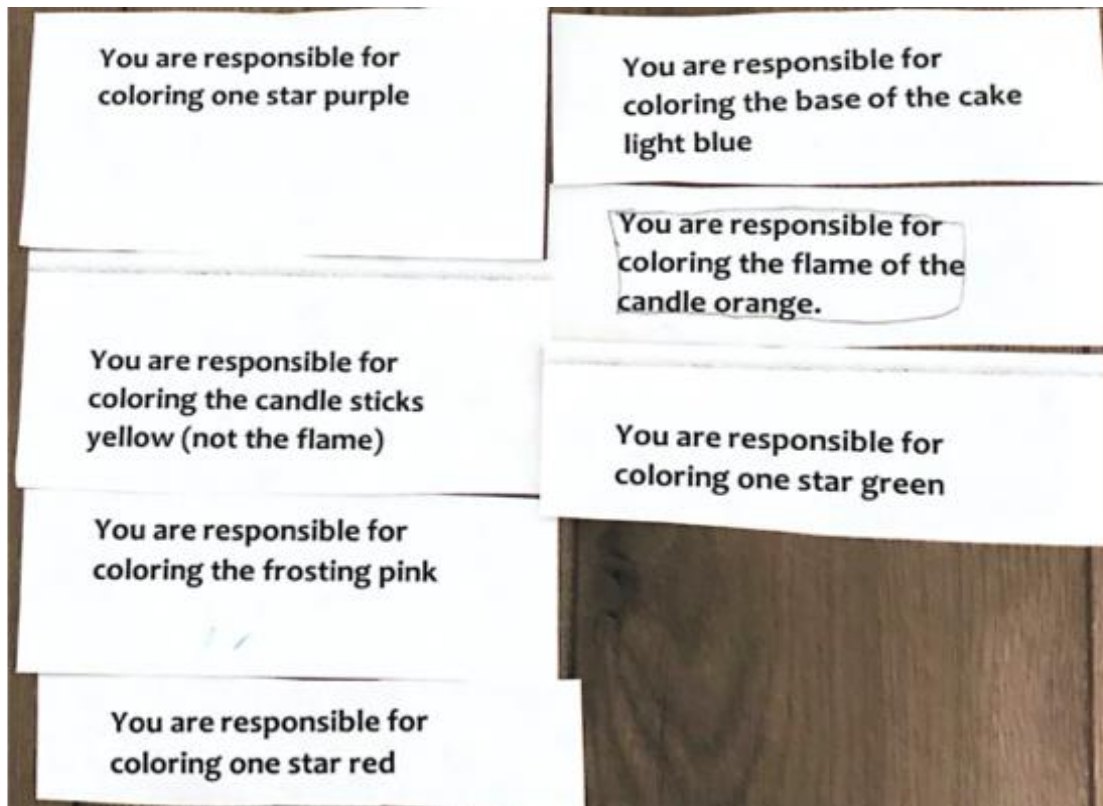 You are responsible for
coloring one star purple
You are responsible for
coloring the candle sticks
yellow (not the flame)
You are responsible for
coloring the frosting pink
You are responsible for
coloring one star red
You are responsible for
coloring the base of the cake
light blue
You are responsible for
coloring the flame of the
candle orange.
You are responsible for
coloring one star green